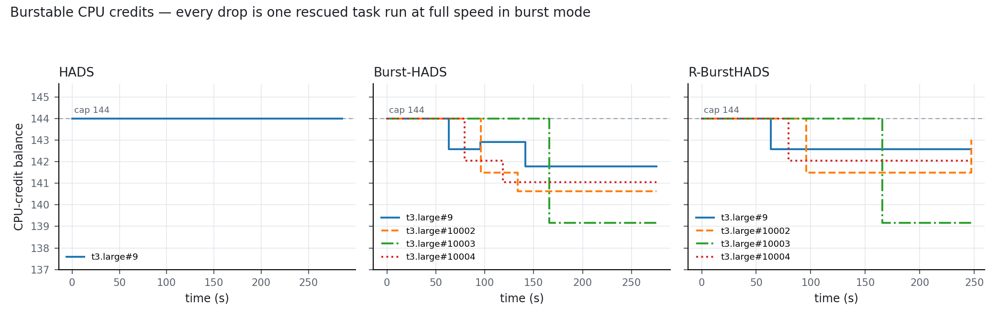 Burstable CPU credits — every drop is one rescued task run at full speed in burst mode
HADS
CPU-credit balance
145
144
143
142
141
140
139
138
137
cap 144
t3.large#9
0 50 100 150 200 250
time (s)
Burst-HADS
cap 144
t3.large#9
t3.large#10002
t3.large#10003
t3.large#10004
0 50 100 150 200 250
time (s)
R-BurstHADS
cap 144
t3.large#9
t3.large#10002
t3.large#10003
t3.large#10004
0 50 100 150 200 250
time (s)